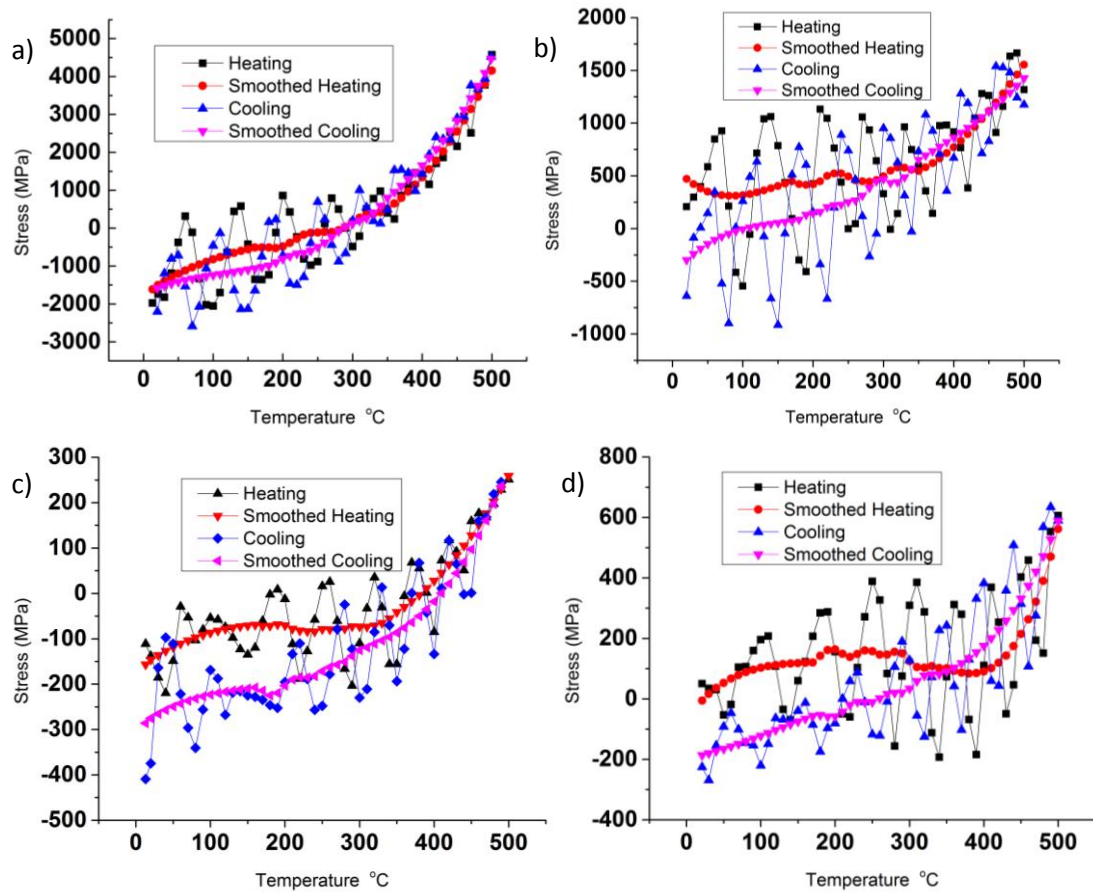 a)
Heating
Smoothed Heating
Cooling
Smoothed Cooling
Stress (MPa)
5000
4000
3000
2000
1000
0
-1000
-2000
-3000
0 100 200 300 400 500
Temperature °C
b)
Heating
Smoothed Heating
Cooling
Smoothed Cooling
Stress (MPa)
2000
1500
1000
500
0
-500
-1000
0 100 200 300 400 500
Temperature °C
c)
Heating
Smoothed Heating
Cooling
Smoothed Cooling
Stress (MPa)
300
200
100
0
-100
-200
-300
-400
-500
0 100 200 300 400 500
Temperature °C
d)
Heating
Smoothed Heating
Cooling
Smoothed Cooling
Stress (MPa)
800
600
400
200
0
-200
-400
0 100 200 300 400 500
Temperature °C